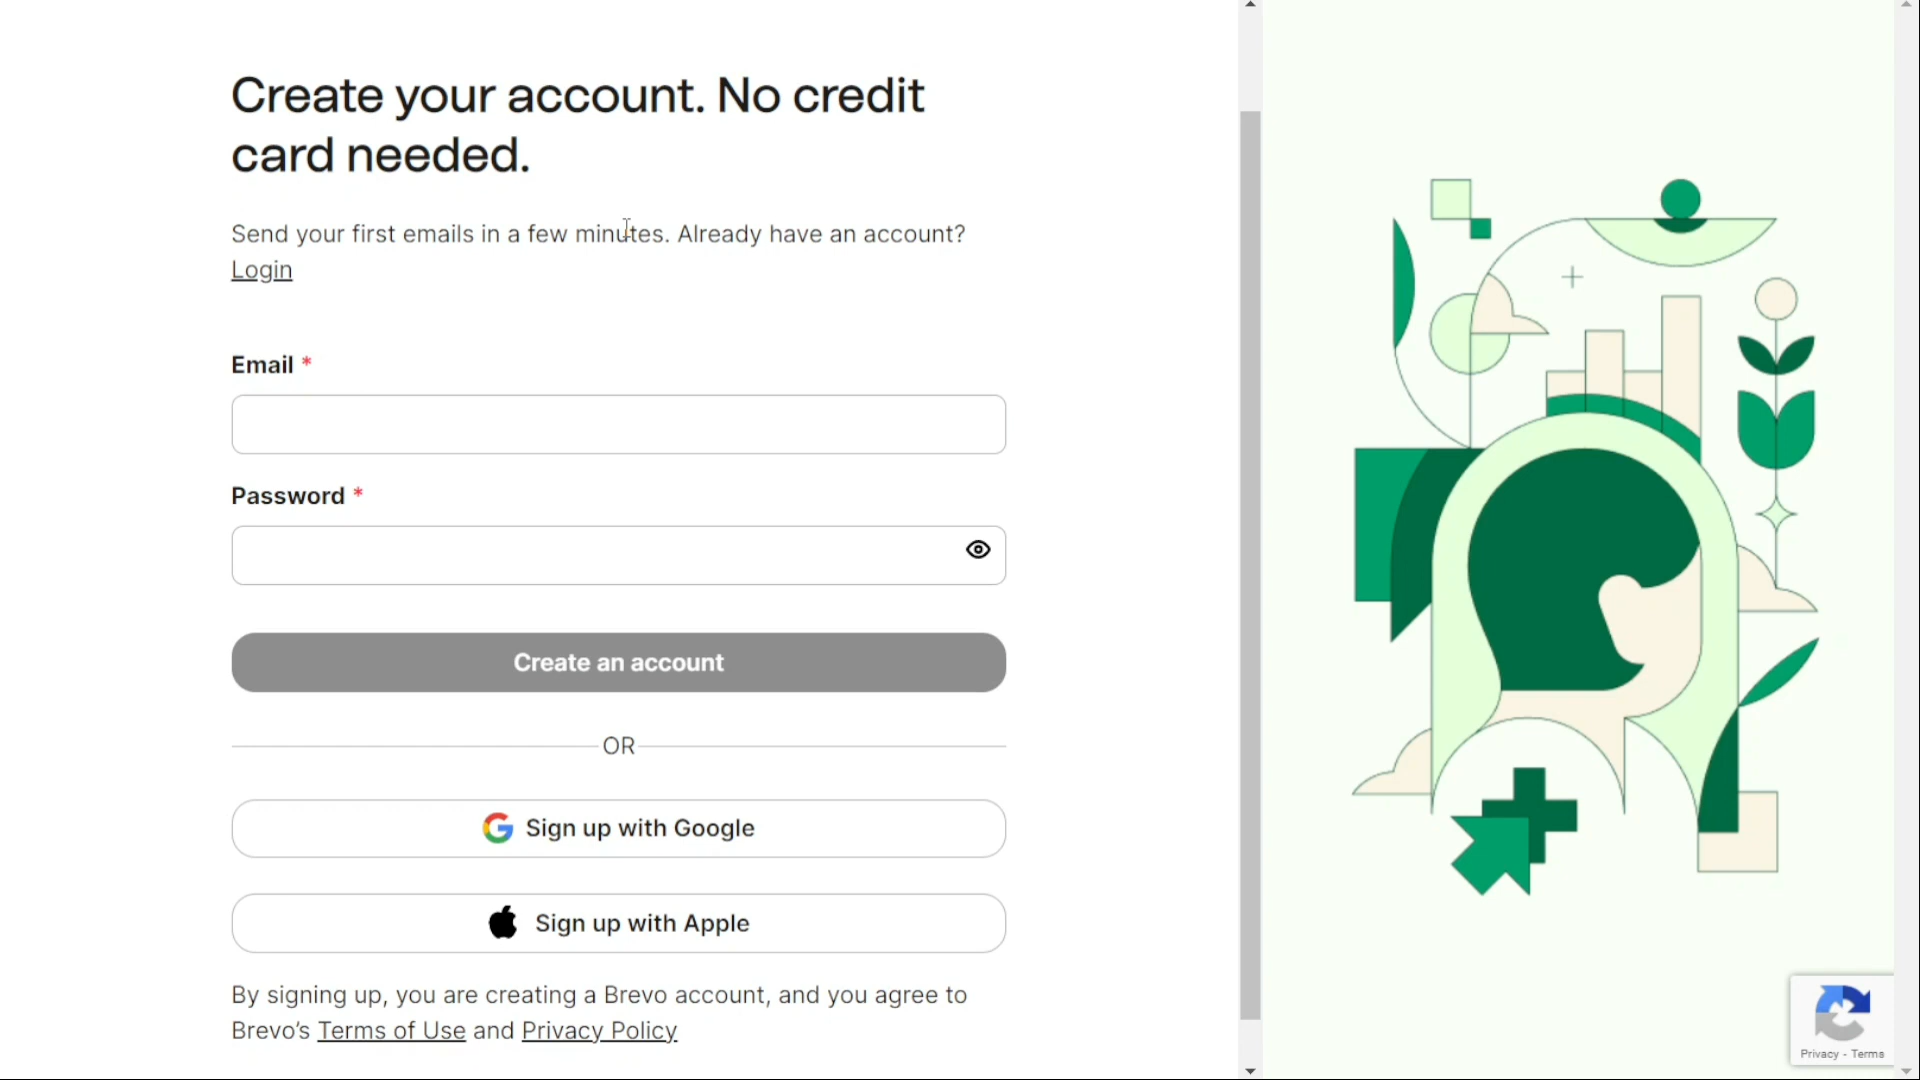 Create your account. No credit
card needed.
Send your first emails in a few minutes. Already have an account?
Login
Email *
Password *
Create an account
OR
Sign up with Google
Sign up with Apple
By signing up, you are creating a Brevo account, and you agree to
Brevo’s Terms of Use and Privacy Policy
Privacy - Terms